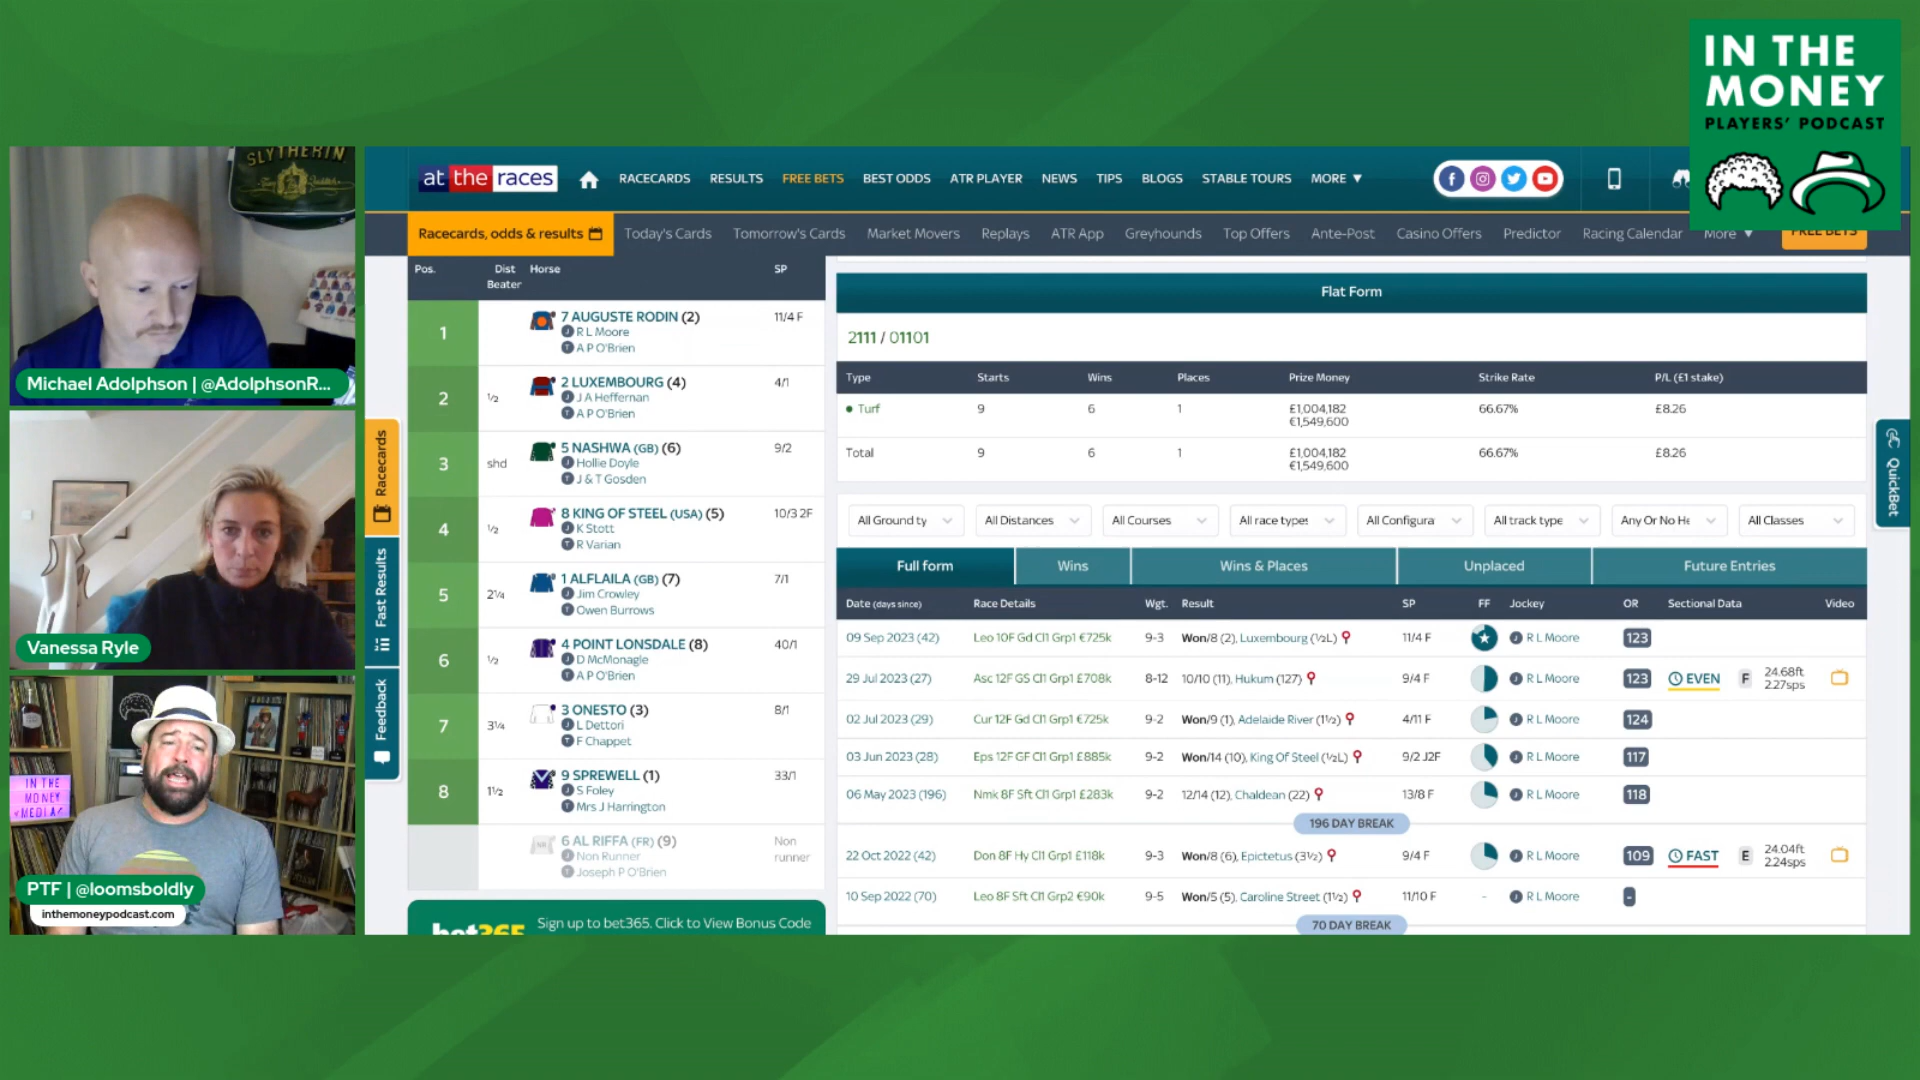 IN THE
MONEY
PLAYERS' PODCAST
SLYTHERIN
Michael Adolphson | @AdolphsonR...
Vanessa Ryle
IN THE
MONEY
MEDIA
PTF | @loomsboldly
inthemoneypodcast.com
at the races
RACECARDS RESULTS FREE BETS BEST ODDS ATR PLAYER NEWS TIPS BLOGS STABLE TOURS MORE ▼
Racecards, odds & results Today's Cards Tomorrow's Cards Market Movers Replays ATR App Greyhounds Top Offers Ante-Post Casino Offers Predictor Racing Calendar More ▼ FREE BETS
Racecards
Fast Results
Feedback
QuickBet
Pos. Dist Beater Horse SP
1 7 AUGUSTE RODIN (2) 11/4 F
R L Moore
A P O'Brien
2 ½ 2 LUXEMBOURG (4) 4/1
J A Heffernan
A P O'Brien
3 shd 5 NASHWA (GB) (6) 9/2
Hollie Doyle
J & T Gosden
4 ½ 8 KING OF STEEL (USA) (5) 10/3 2F
K Stott
R Varian
5 2¼ 1 ALFLAILA (GB) (7) 7/1
Jim Crowley
Owen Burrows
6 ½ 4 POINT LONSDALE (8) 40/1
D McMonagle
A P O'Brien
7 3¼ 3 ONESTO (3) 8/1
L Dettori
F Chappet
8 1½ 9 SPREWELL (1) 33/1
S Foley
Mrs J Harrington
NR 6 AL RIFFA (FR) (9) Non runner
Non Runner
Joseph P O'Brien
bet365 Sign up to bet365. Click to View Bonus Code
Flat Form
2111 / 01101
Type Starts Wins Places Prize Money Strike Rate P/L (£1 stake)
Turf 9 6 1 £1,004,182 €1,549,600 66.67% £8.26
Total 9 6 1 £1,004,182 €1,549,600 66.67% £8.26
All Ground ty All Distances All Courses All race types All Configura All track type Any Or No He All Classes
Full form Wins Wins & Places Unplaced Future Entries
Date (days since) Race Details Wgt. Result SP FF Jockey OR Sectional Data Video
09 Sep 2023 (42) Leo 10F Gd Cl1 Grp1 €725k 9-3 Won/8 (2), Luxembourg (½L) 11/4 F R L Moore 123
29 Jul 2023 (27) Asc 12F GS Cl1 Grp1 £708k 8-12 10/10 (11), Hukum (127) 9/4 F R L Moore 123 EVEN F 24.68ft 2.27sps
02 Jul 2023 (29) Cur 12F Gd Cl1 Grp1 €725k 9-2 Won/9 (1), Adelaide River (1½) 4/11 F R L Moore 124
03 Jun 2023 (28) Eps 12F GF Cl1 Grp1 £885k 9-2 Won/14 (10), King Of Steel (½L) 9/2 J2F R L Moore 117
06 May 2023 (196) Nmk 8F Sft Cl1 Grp1 £283k 9-2 12/14 (12), Chaldean (22) 13/8 F R L Moore 118
196 DAY BREAK
22 Oct 2022 (42) Don 8F Hy Cl1 Grp1 £118k 9-3 Won/8 (6), Epictetus (3½) 9/4 F R L Moore 109 FAST E 24.04ft 2.24sps
10 Sep 2022 (70) Leo 8F Sft Cl1 Grp2 €90k 9-5 Won/5 (5), Caroline Street (1½) 11/10 F - R L Moore -
70 DAY BREAK